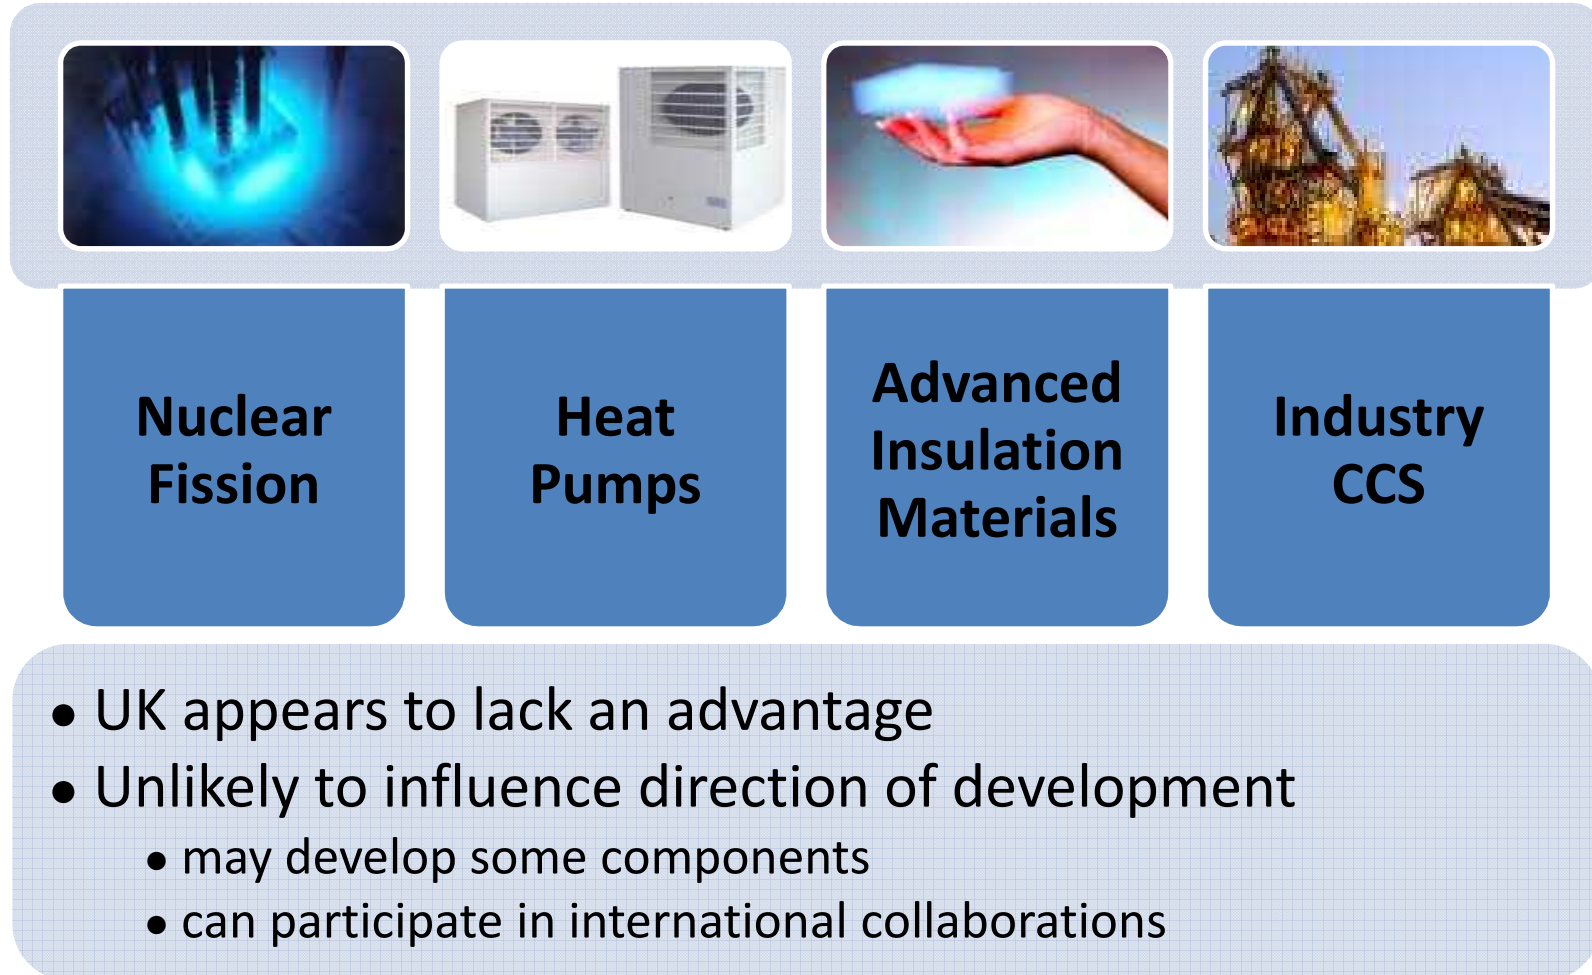 Nuclear
Fission
Heat
Pumps
Advanced
Insulation
Materials
Industry
CCS
• UK appears to lack an advantage
• Unlikely to influence direction of development
• may develop some components
• can participate in international collaborations